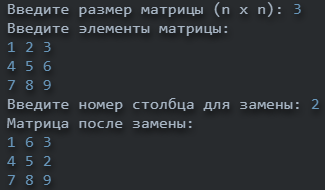 Введите размер матрицы (n x n): 3
Введите элементы матрицы:
1 2 3
4 5 6
7 8 9
Введите номер столбца для замены: 2
Матрица после замены:
1 6 3
4 5 2
7 8 9